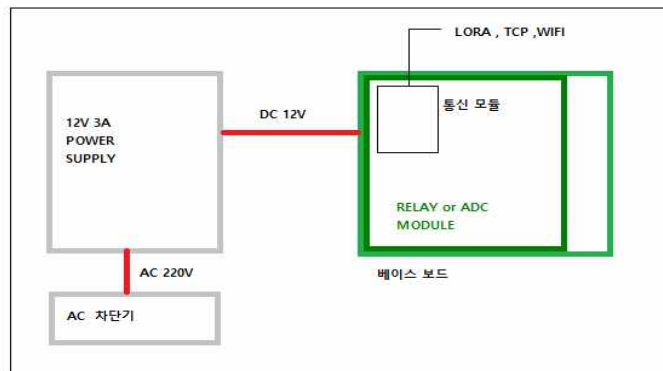 LORA , TCP ,WIFI
12V 3A
POWER
SUPPLY
DC 12V
통신 모듈
RELAY or ADC
MODULE
베이스 보드
AC 220V
AC 차단기